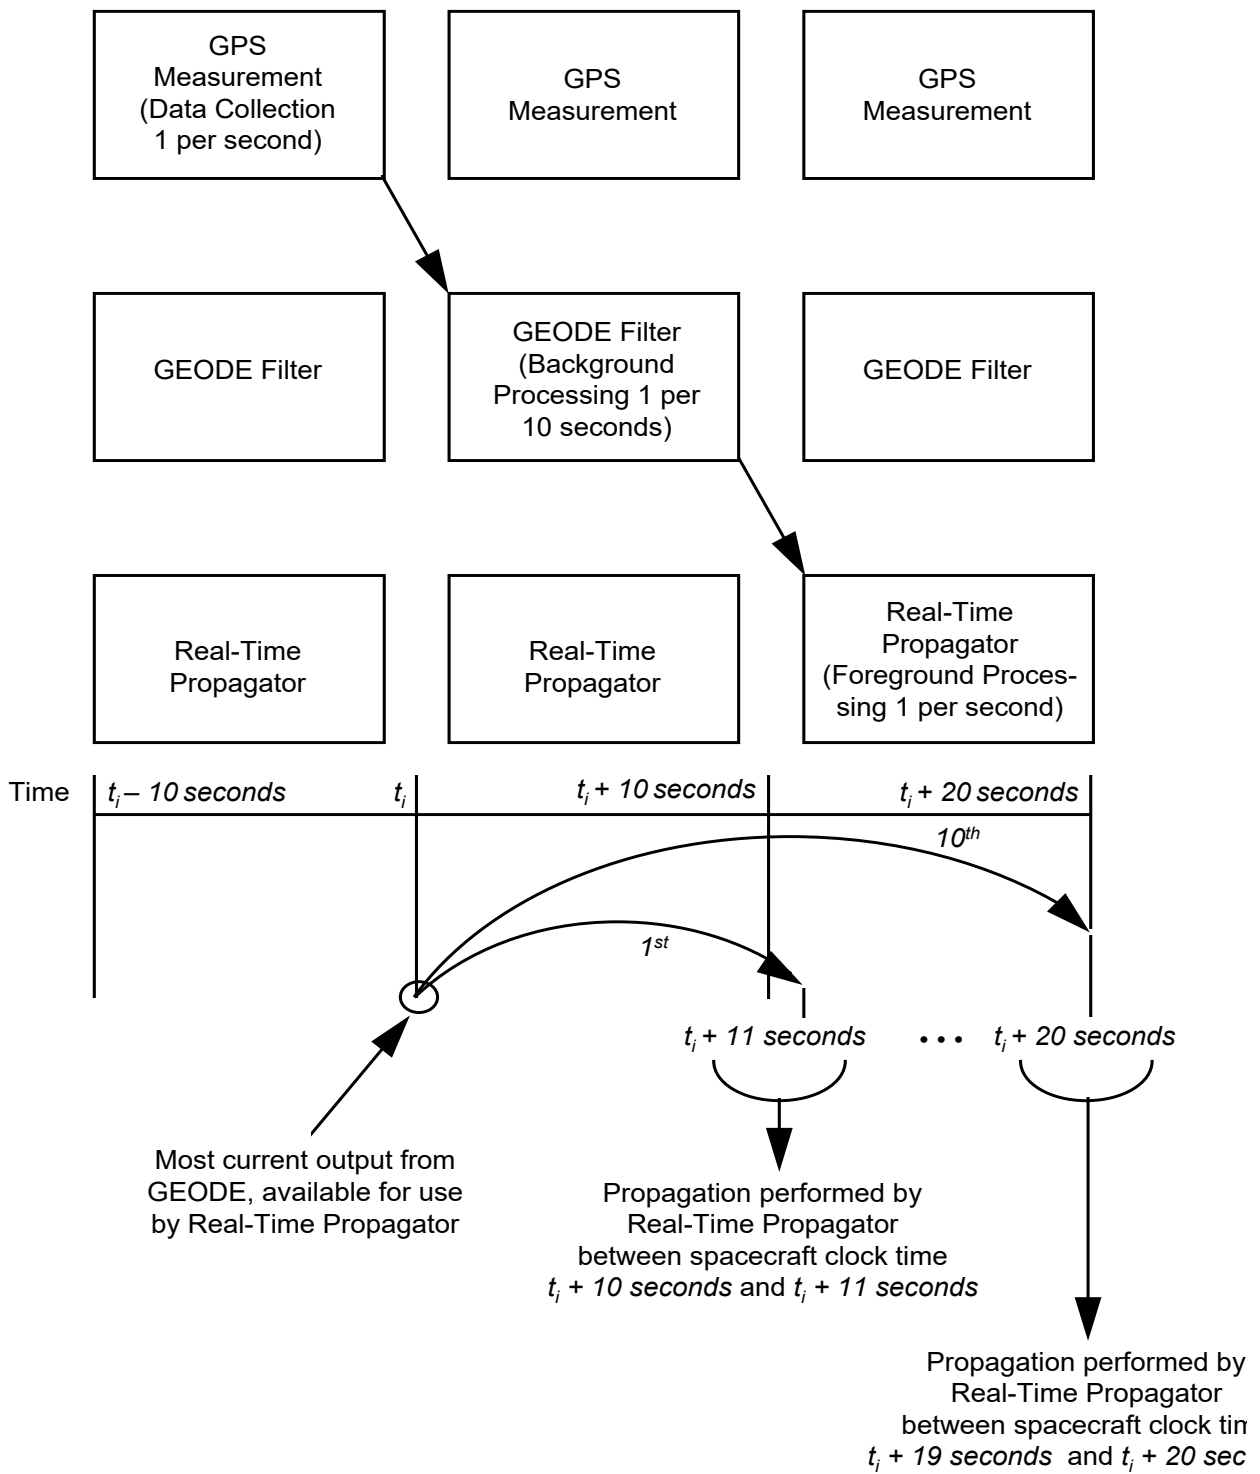 GPS
Measurement
(Data Collection
1 per second)
GPS
Measurement
GPS
Measurement
GEODE Filter
GEODE Filter
(Background
Processing 1 per
10 seconds)
GEODE Filter
Real-Time
Propagator
Real-Time
Propagator
Real-Time
Propagator
(Foreground Proces-
sing 1 per second)
Time
ti – 10 seconds
ti
ti + 10 seconds
ti + 20 seconds
10th
1st
ti + 11 seconds
• • •
ti + 20 seconds
Most current output from
GEODE, available for use
by Real-Time Propagator
Propagation performed by
Real-Time Propagator
between spacecraft clock time
ti + 10 seconds and ti + 11 seconds
Propagation performed by
Real-Time Propagator
between spacecraft clock
ti + 19 seconds and ti + 20